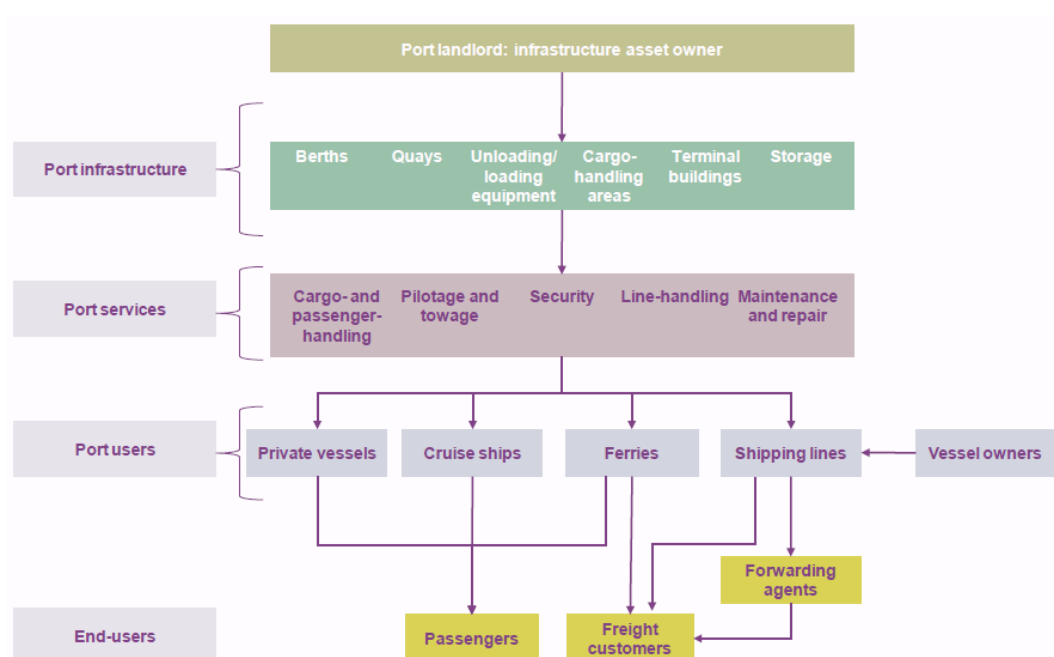 Port landlord: infrastructure asset owner
Port infrastructure
Berths
Quays
Unloading/
loading
equipment
Cargo-
handling
areas
Terminal
buildings
Storage
Port services
Cargo- and
passenger-
handling
Pilotage and
towage
Security
Line-handling
Maintenance
and repair
Port users
Private vessels
Cruise ships
Ferries
Shipping lines
Vessel owners
Forwarding
agents
End-users
Passengers
Freight
customers